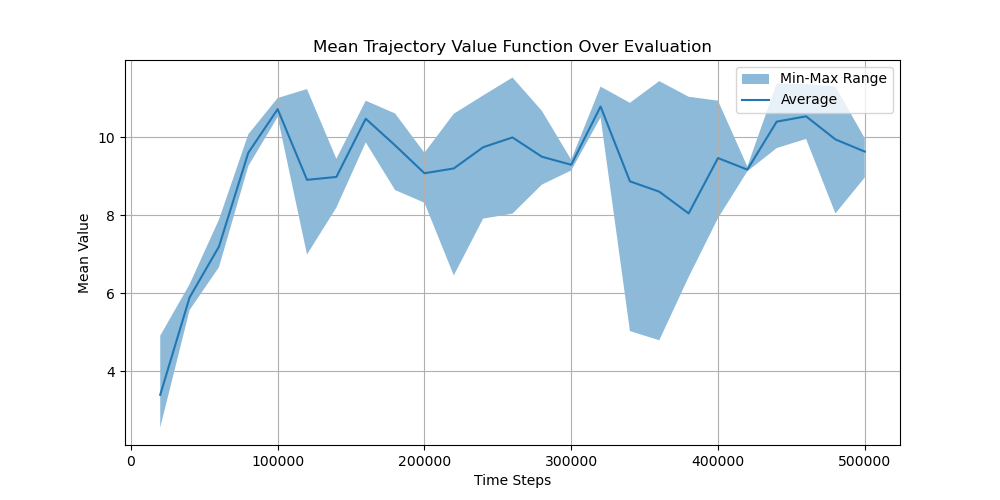 Mean Trajectory Value Function Over Evaluation
Min-Max Range
Average
10
8
6
4
Mean Value
0
100000
200000
300000
400000
500000
Time Steps